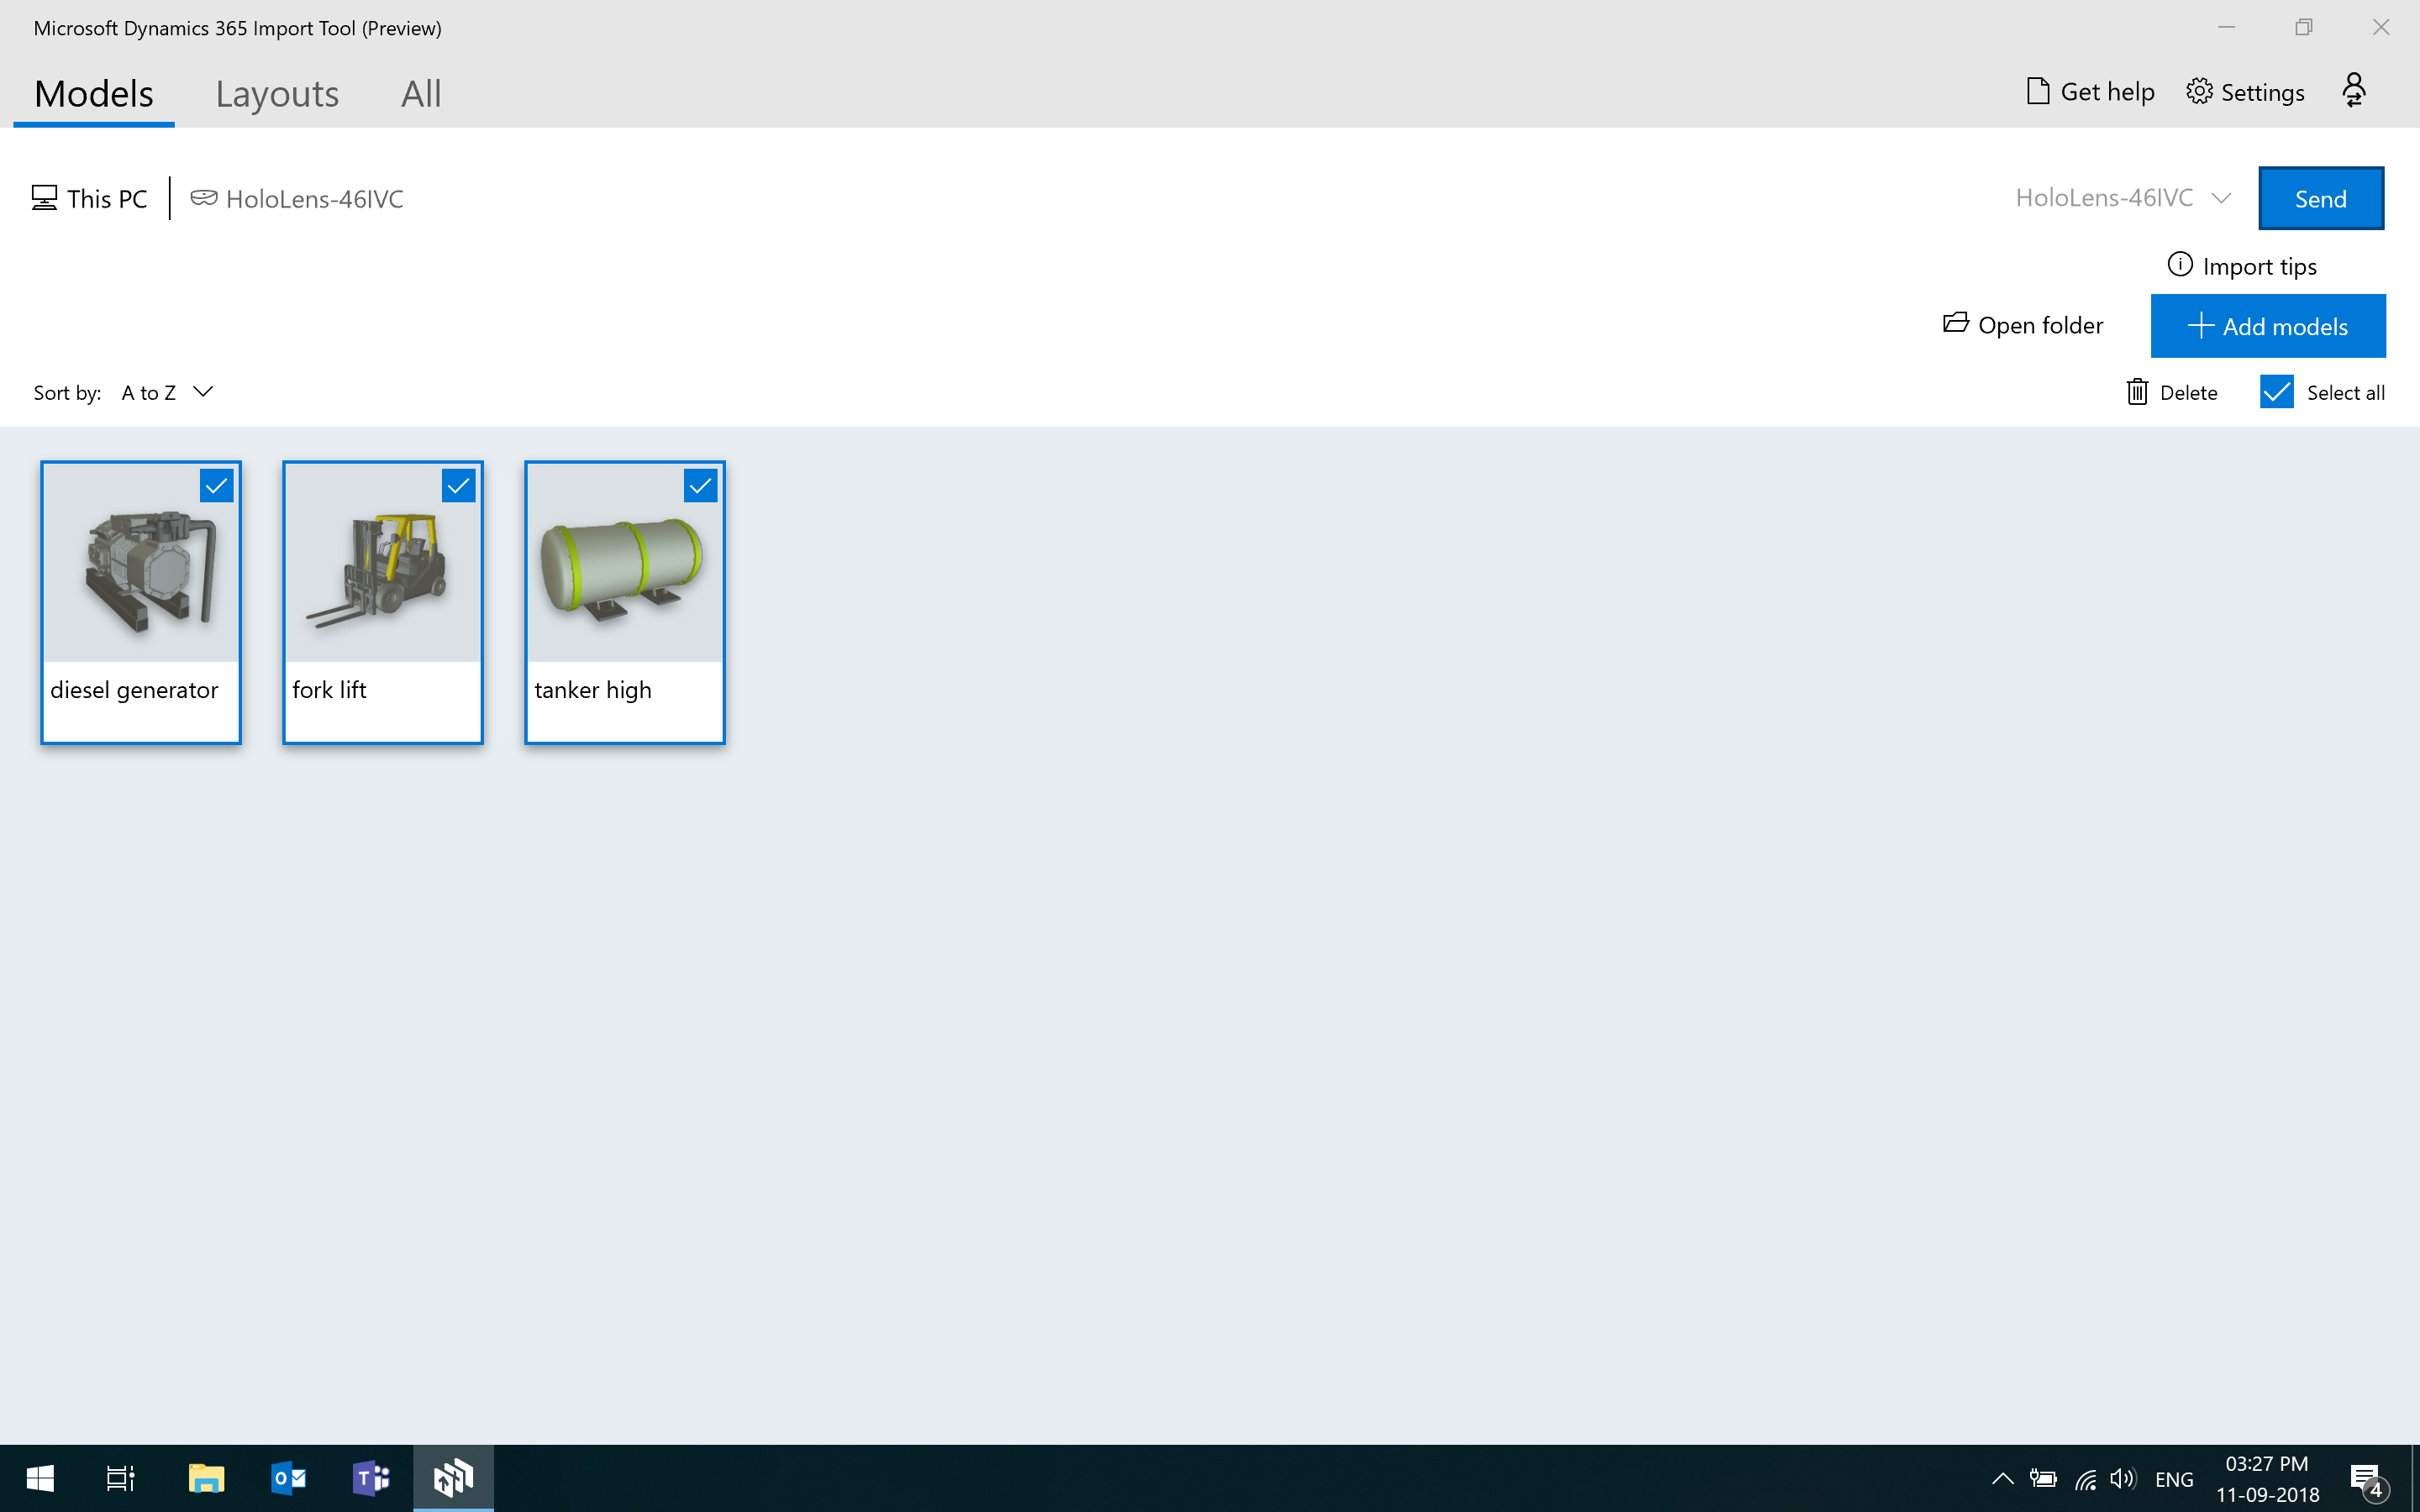 Microsoft Dynamics 365 Import Tool (Preview)
Models Layouts All Get help Settings
This PC HoloLens-46IVC HoloLens-46IVC Send
Import tips
Open folder Add models
Sort by: A to Z Delete Select all
diesel generator fork lift tanker high
ENG 03:27 PM
11-09-2018 4